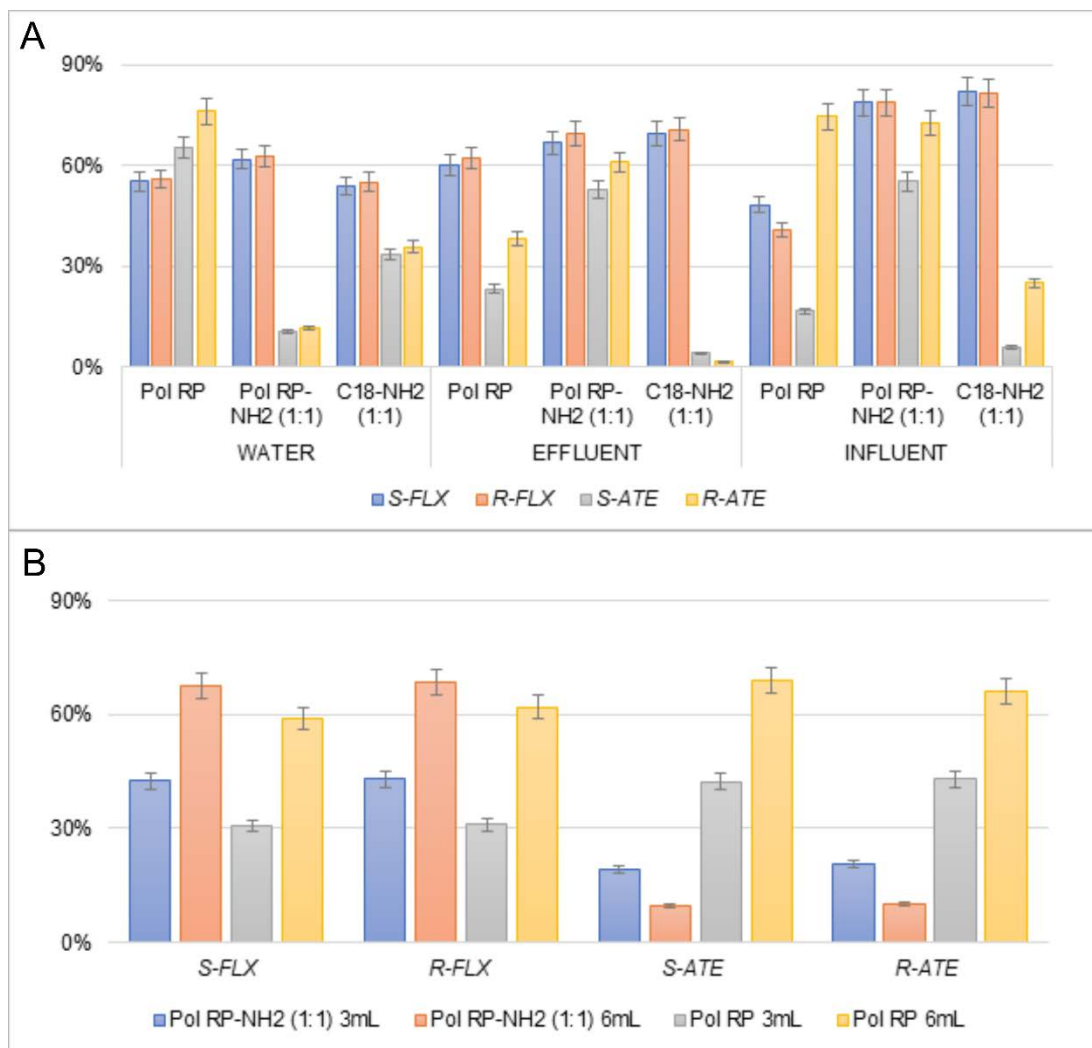 A
90%
60%
30%
0%
Pol RP Pol RP- C18-NH2 Pol RP Pol RP- C18-NH2 Pol RP Pol RP- C18-NH2
NH2 (1:1) (1:1) NH2 (1:1) (1:1) NH2 (1:1) (1:1)
WATER EFFLUENT INFLUENT
S-FLX R-FLX S-ATE R-ATE
B
90%
60%
30%
0%
S-FLX R-FLX S-ATE R-ATE
Pol RP-NH2 (1:1) 3mL Pol RP-NH2 (1:1) 6mL Pol RP 3mL Pol RP 6mL